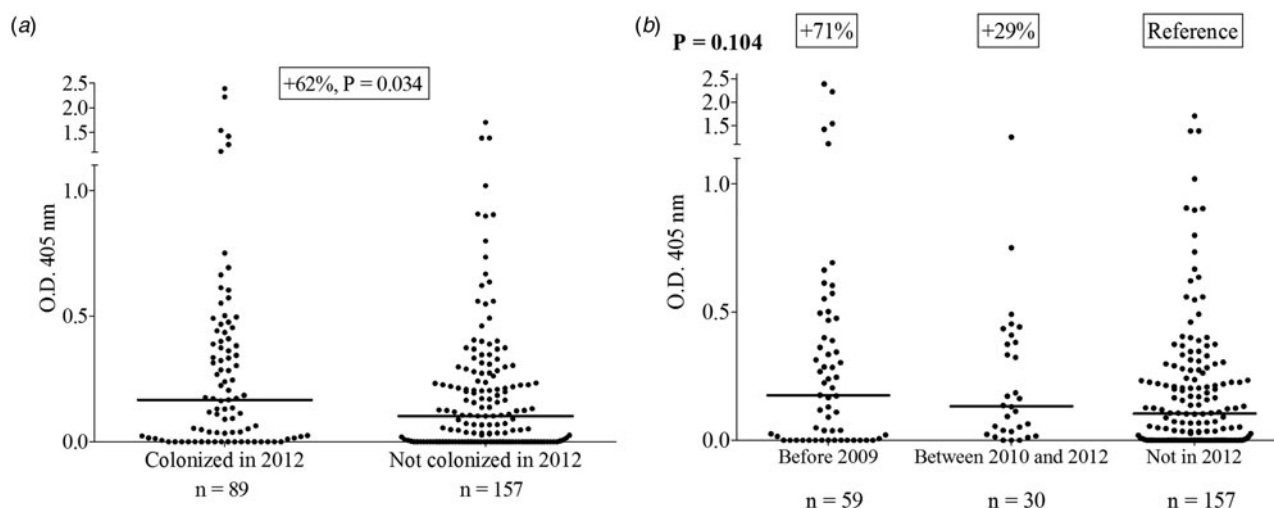 (a)
+62%, P = 0.034
2.5
2.0
1.5
1.0
0.5
0.0
O.D. 405 nm
Colonized in 2012
Not colonized in 2012
n = 89
n = 157
(b)
P = 0.104
+71%
+29%
Reference
2.5
2.0
1.5
1.0
0.5
0.0
O.D. 405 nm
Before 2009
Between 2010 and 2012
Not in 2012
n = 59
n = 30
n = 157